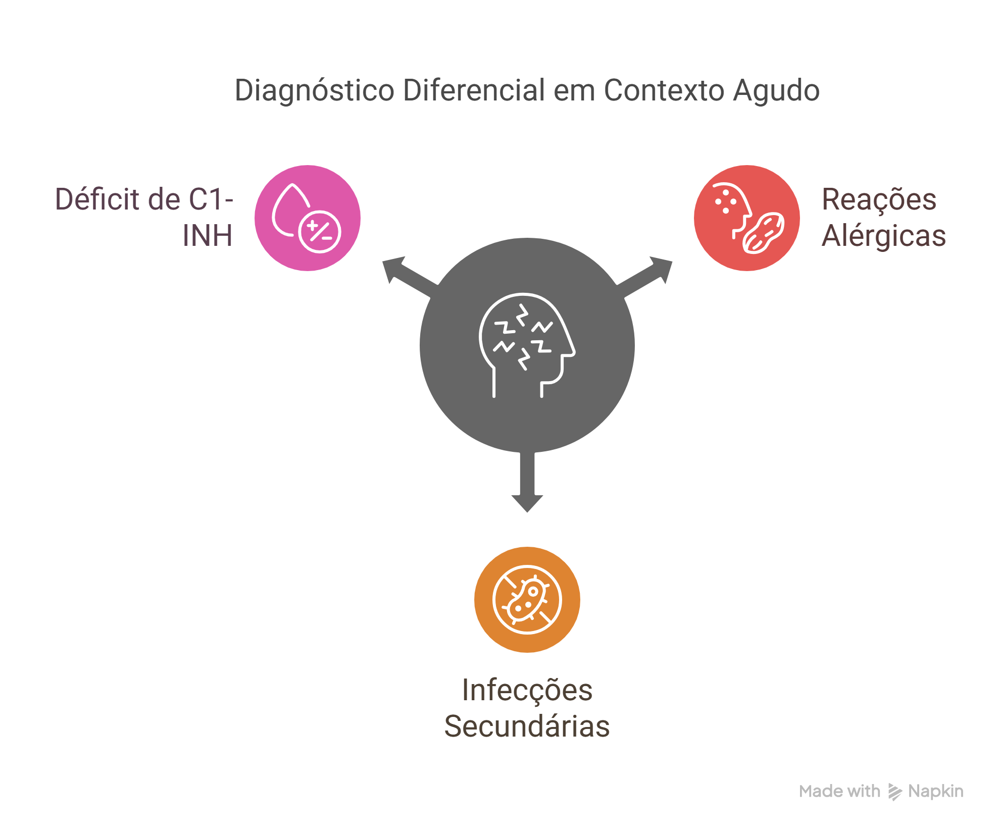 Diagnóstico Diferencial em Contexto Agudo
Déficit de C1-
INH
Reações
Alérgicas
Infecções
Secundárias
Made with Napkin